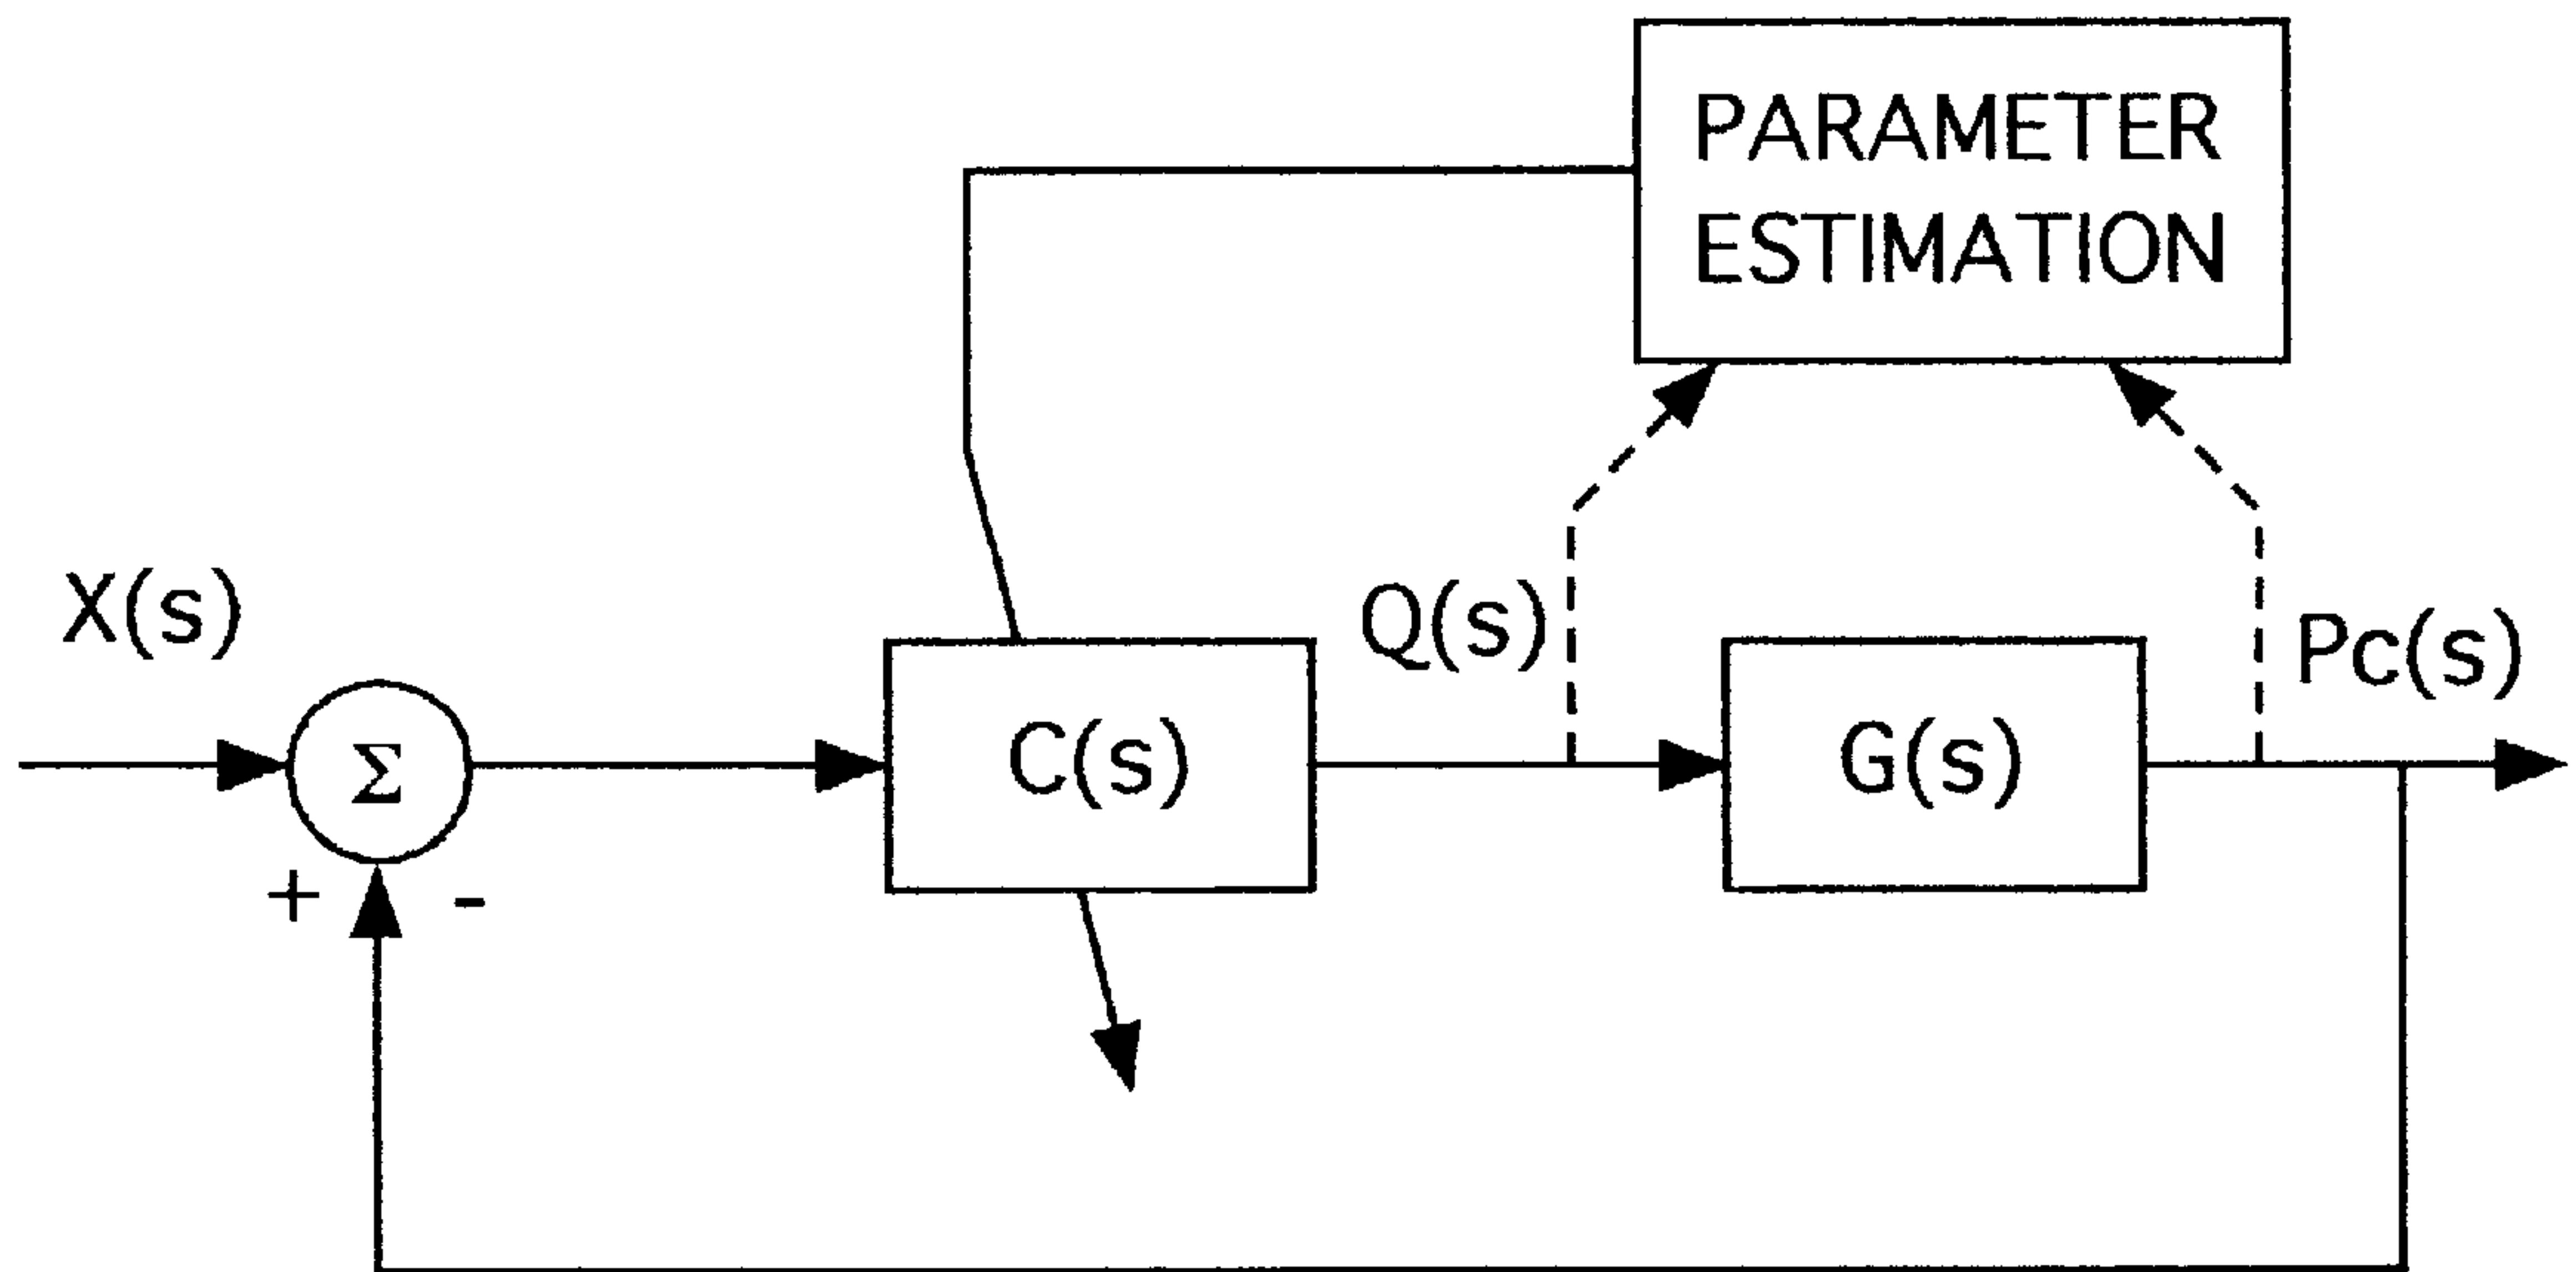 PARAMETER
ESTIMATION
X(s)
Q(s)
Pc(s)
Σ
C(s)
G(s)
+ -